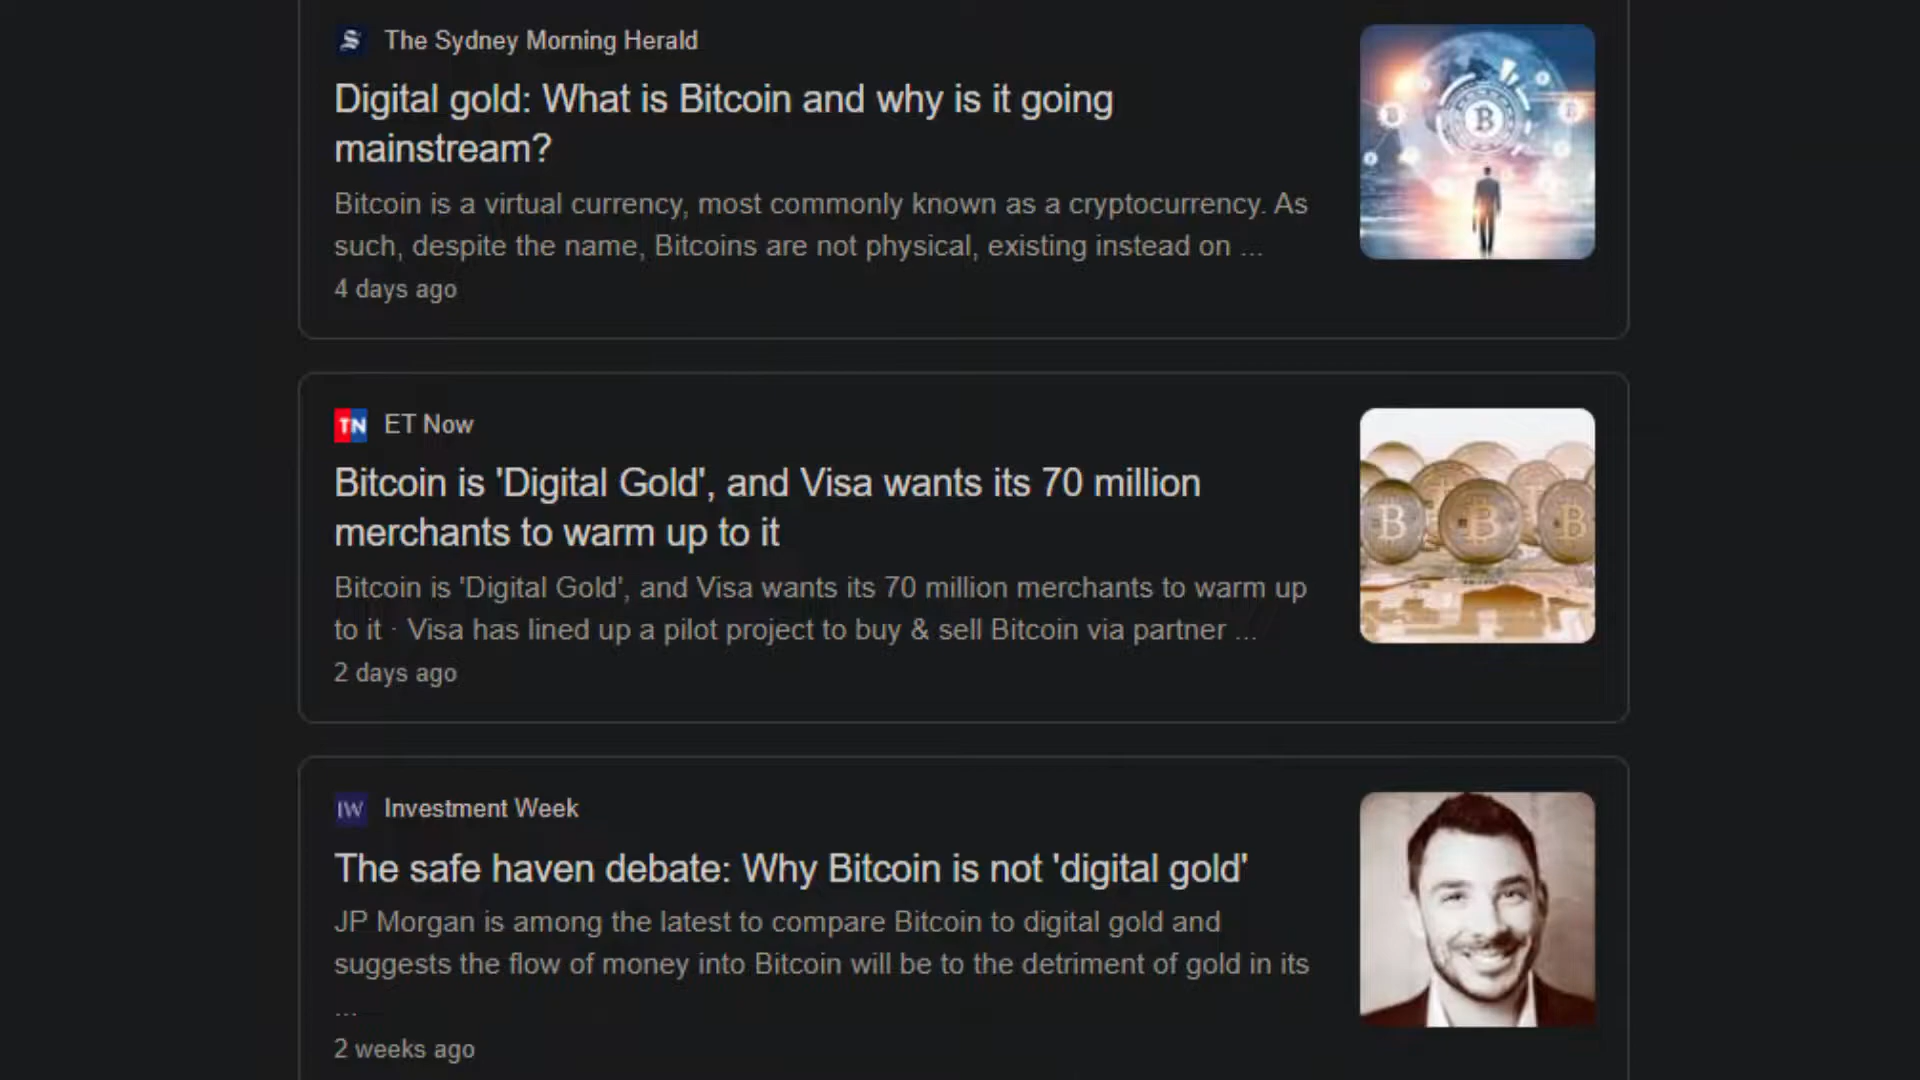 The Sydney Morning Herald
Digital gold: What is Bitcoin and why is it going
mainstream?
Bitcoin is a virtual currency, most commonly known as a cryptocurrency. As
such, despite the name, Bitcoins are not physical, existing instead on ...
4 days ago
TN ET Now
Bitcoin is 'Digital Gold', and Visa wants its 70 million
merchants to warm up to it
Bitcoin is 'Digital Gold', and Visa wants its 70 million merchants to warm up
to it · Visa has lined up a pilot project to buy & sell Bitcoin via partner ...
2 days ago
IW Investment Week
The safe haven debate: Why Bitcoin is not 'digital gold'
JP Morgan is among the latest to compare Bitcoin to digital gold and
suggests the flow of money into Bitcoin will be to the detriment of gold in its
...
2 weeks ago